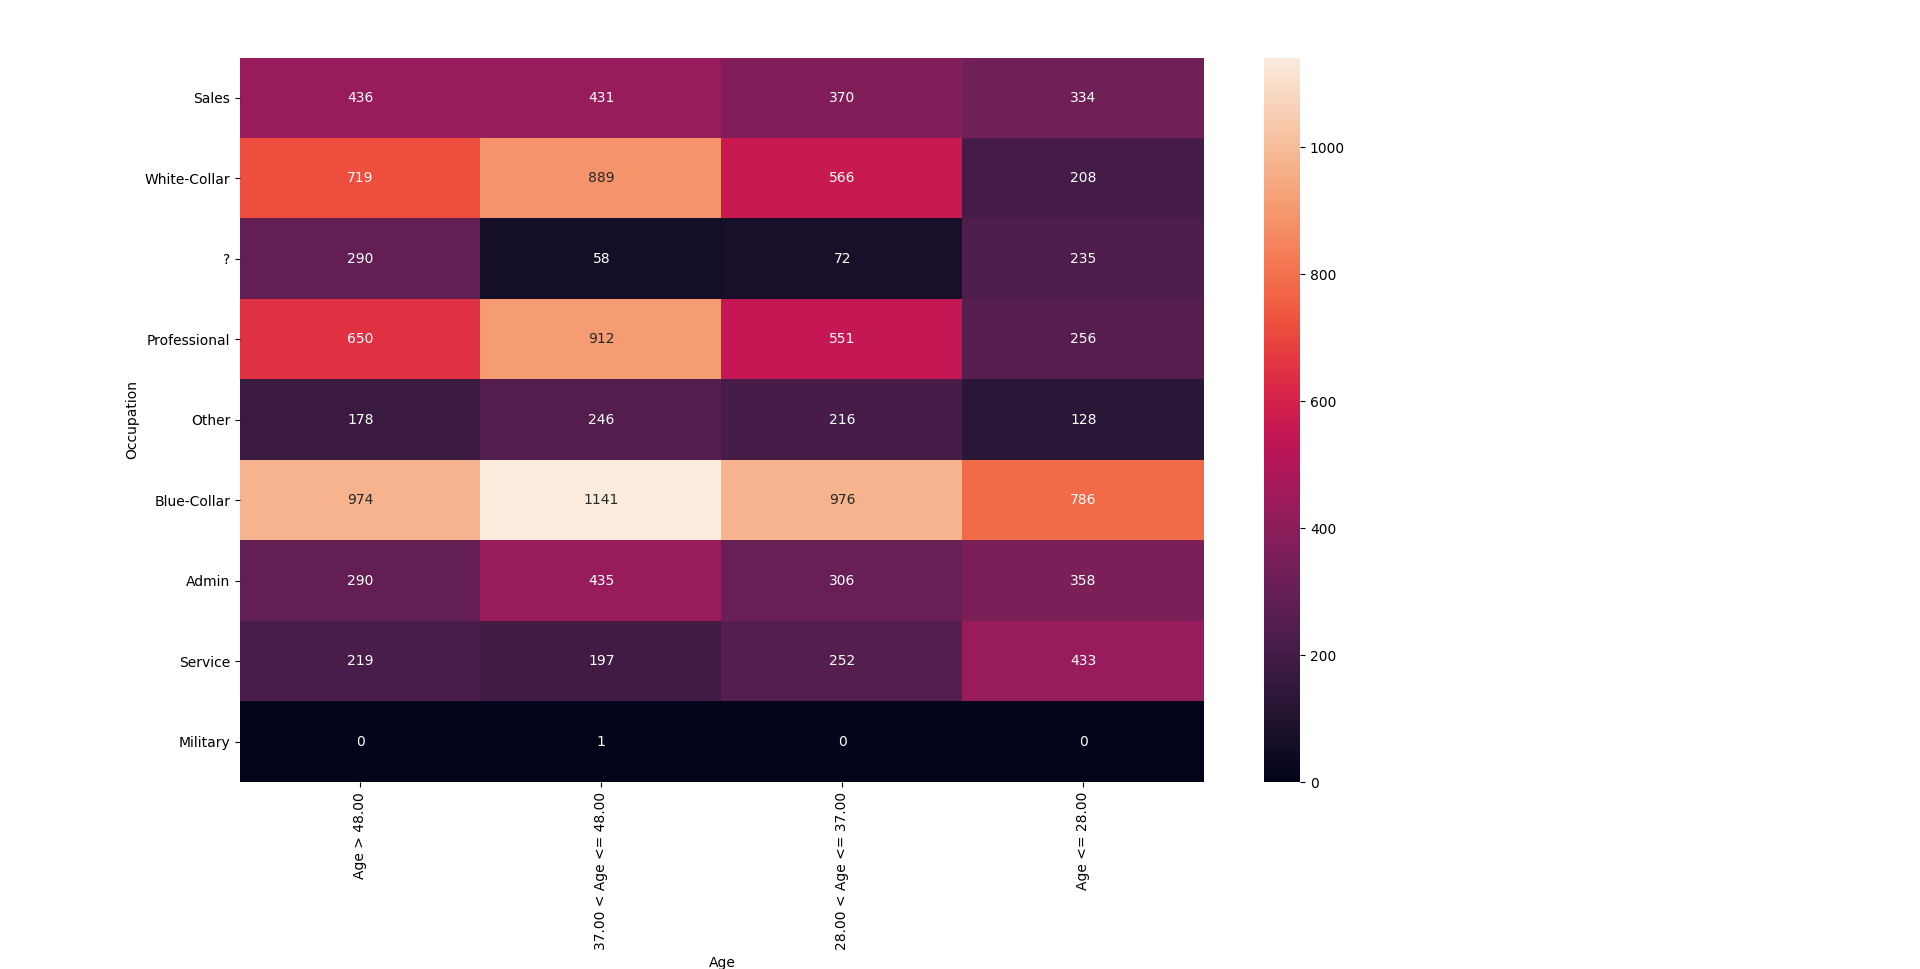 Sales 436 431 370 334
White-Collar 719 889 566 208
? 290 58 72 235
Professional 650 912 551 256
Other 178 246 216 128
Blue-Collar 974 1141 976 786
Admin 290 435 306 358
Service 219 197 252 433
Military 0 1 0 0
Occupation
Age > 48.00
37.00 < Age <= 48.00
28.00 < Age <= 37.00
Age <= 28.00
Age
1000
800
600
400
200
0